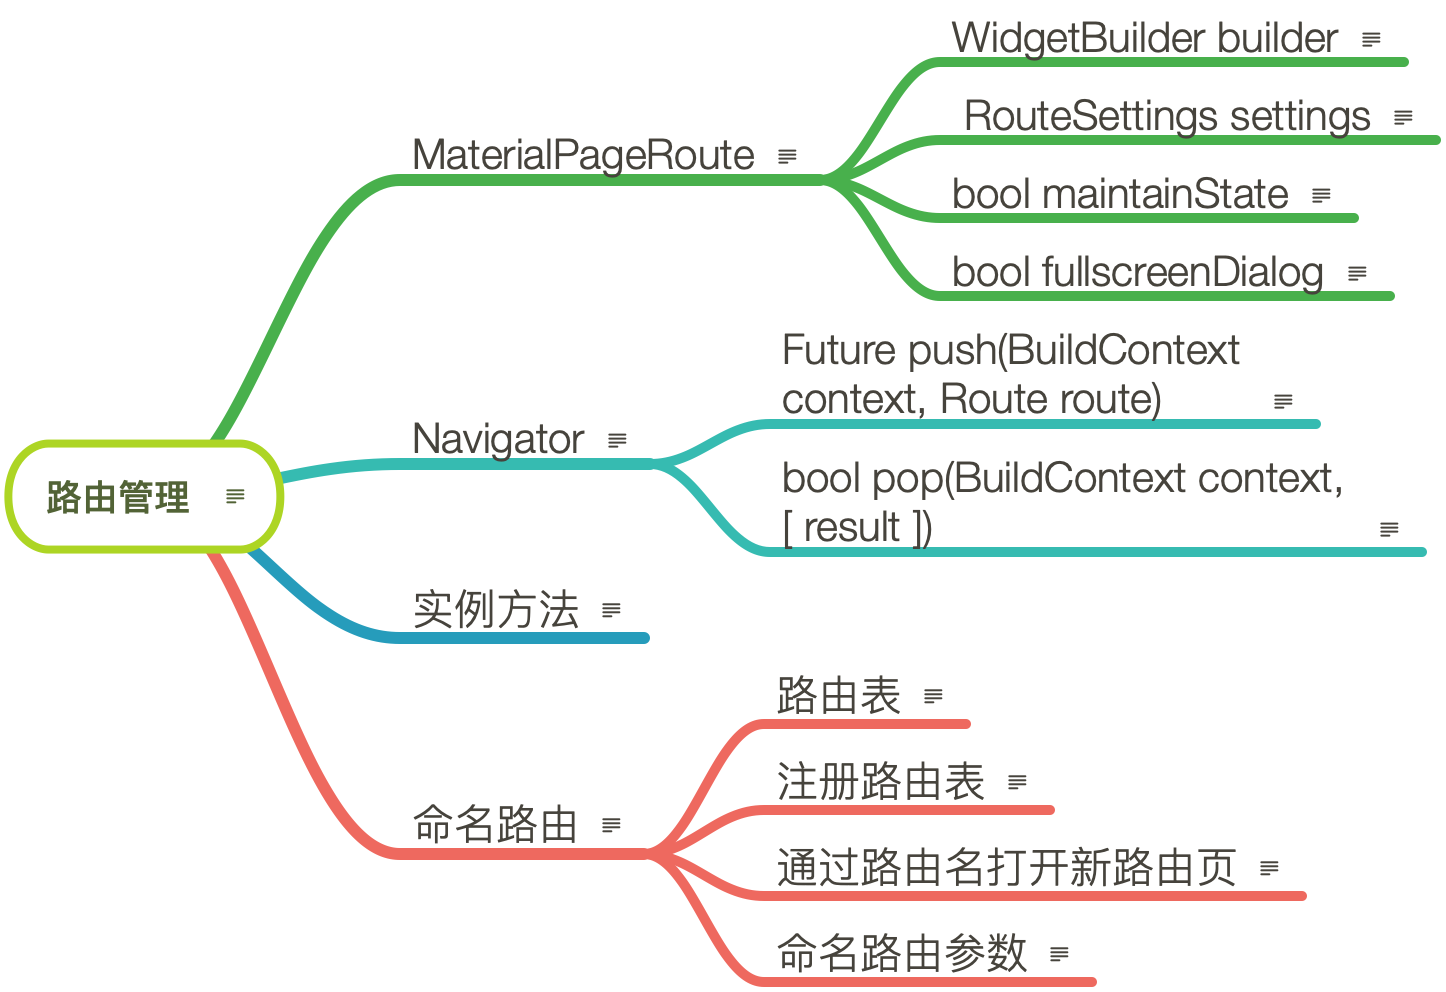 路由管理
MaterialPageRoute
WidgetBuilder builder
RouteSettings settings
bool maintainState
bool fullscreenDialog
Navigator
Future push(BuildContext
context, Route route)
bool pop(BuildContext context,
[ result ])
实例方法
命名路由
路由表
注册路由表
通过路由名打开新路由页
命名路由参数